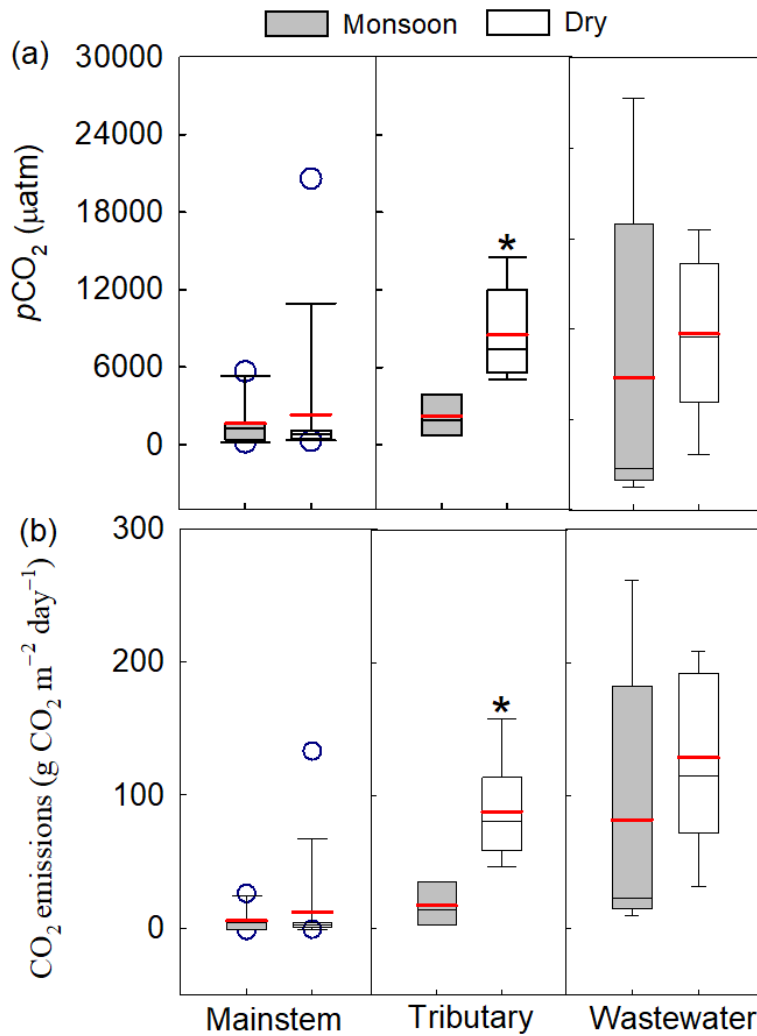 Monsoon Dry
(a)
30000
24000
18000
12000
6000
0
pCO₂ (µatm)
*
(b)
300
200
100
0
CO₂ emissions (g CO₂ m⁻² day⁻¹)
*
Mainstem Tributary Wastewater